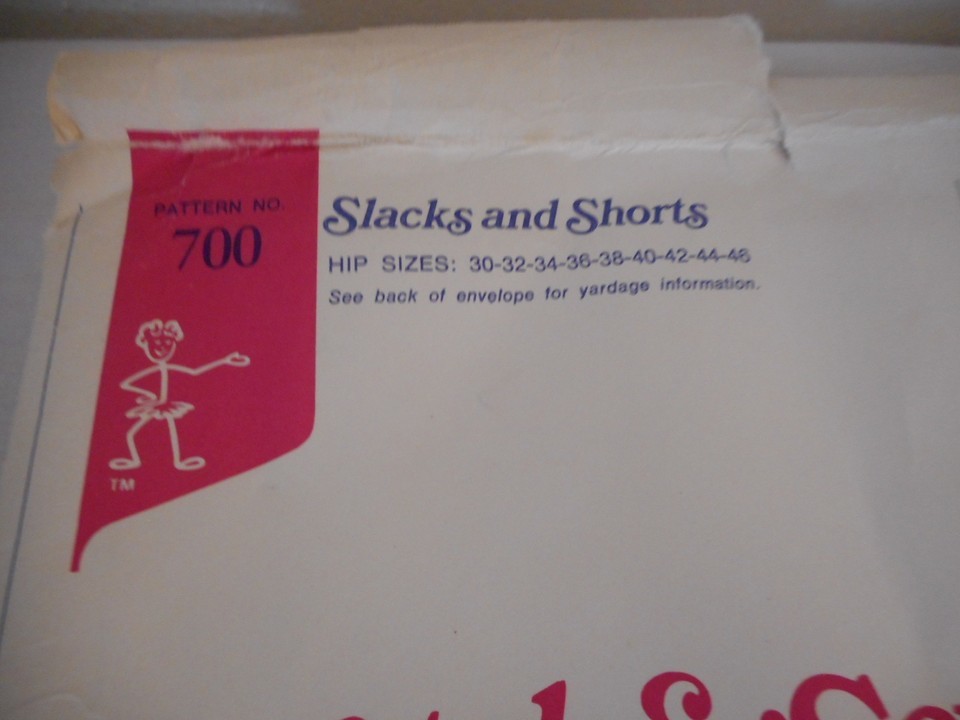 PATTERN NO.
700
Slacks and Shorts
HIP SIZES: 30-32-34-36-38-40-42-44-46
See back of envelope for yardage information.
TM
&